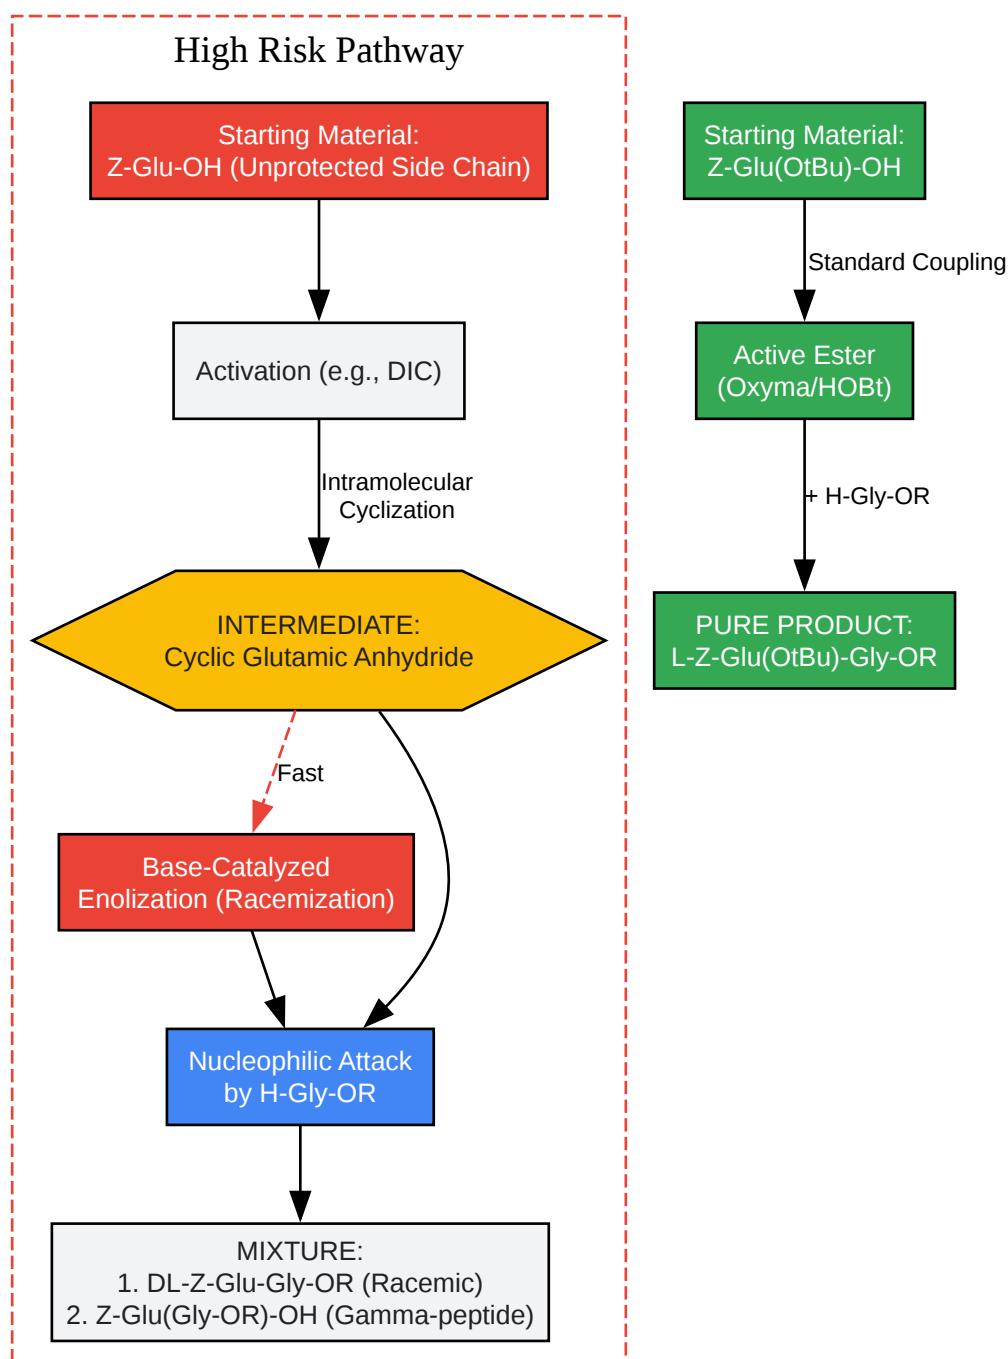 High Risk Pathway
Starting Material:
Z-Glu-OH (Unprotected Side Chain)
Activation (e.g., DIC)
Intramolecular
Cyclization
INTERMEDIATE:
Cyclic Glutamic Anhydride
Fast
Base-Catalyzed
Enolization (Racemization)
Nucleophilic Attack
by H-Gly-OR
MIXTURE:
1. DL-Z-Glu-Gly-OR (Racemic)
2. Z-Glu(Gly-OR)-OH (Gamma-peptide)
Starting Material:
Z-Glu(OtBu)-OH
Standard Coupling
Active Ester
(Oxyma/HOBt)
+ H-Gly-OR
PURE PRODUCT:
L-Z-Glu(OtBu)-Gly-OR